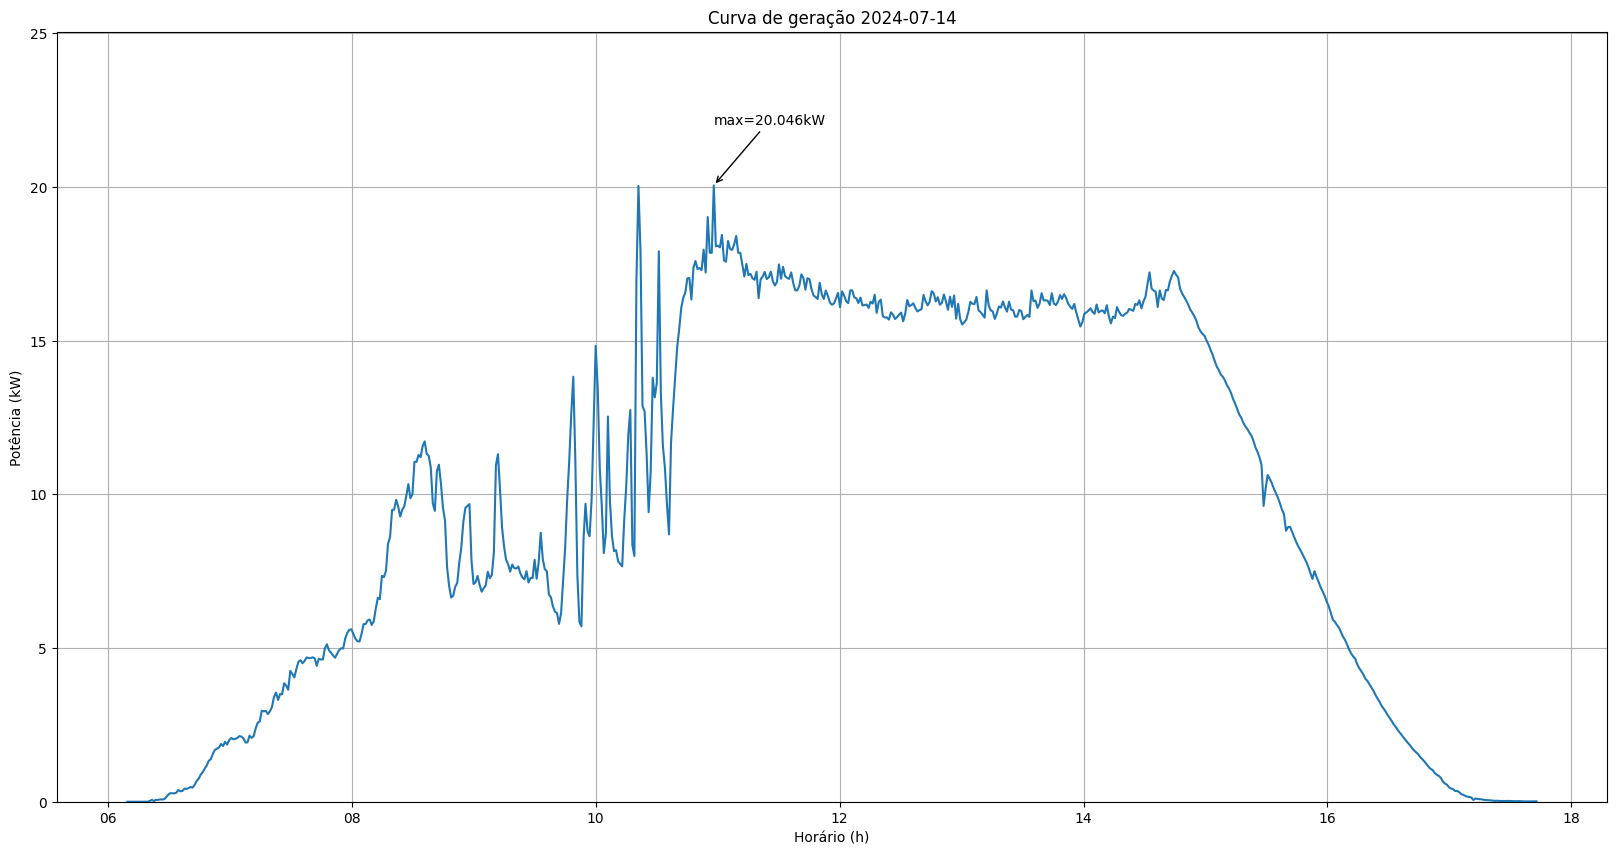 Curva de geração 2024-07-14
25
max=20.046kW
20
15
Potência (kW)
10
5
0
06 08 10 12 14 16 18
Horário (h)